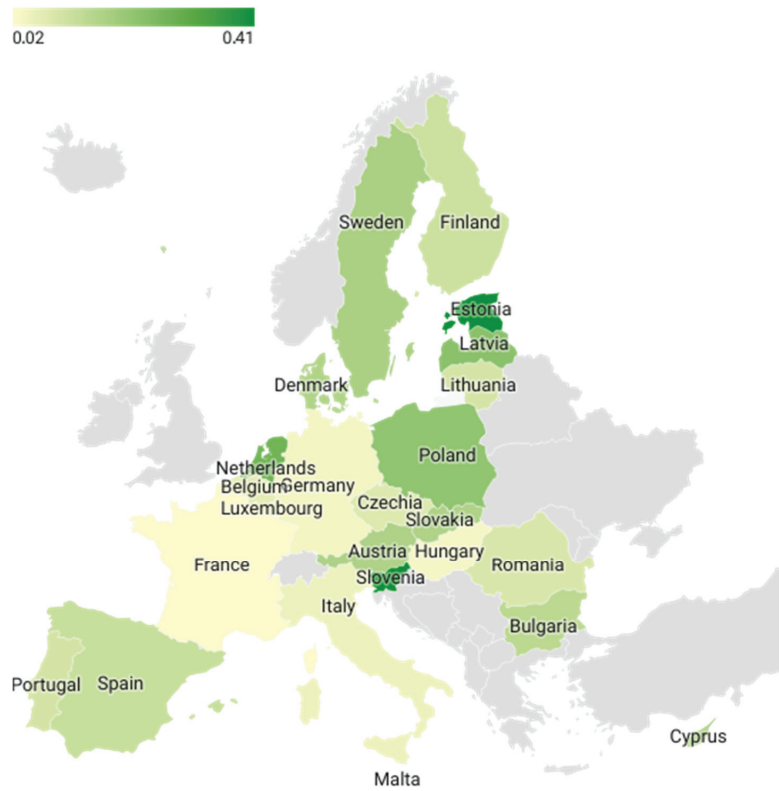 0.02 0.41
Sweden Finland
Estonia
Latvia
Denmark Lithuania
Poland
Netherlands
Belgium Germany
Czechia
Luxembourg
Slovakia
Austria Hungary
France Romania
Slovenia
Italy
Bulgaria
Portugal Spain
Cyprus
Malta